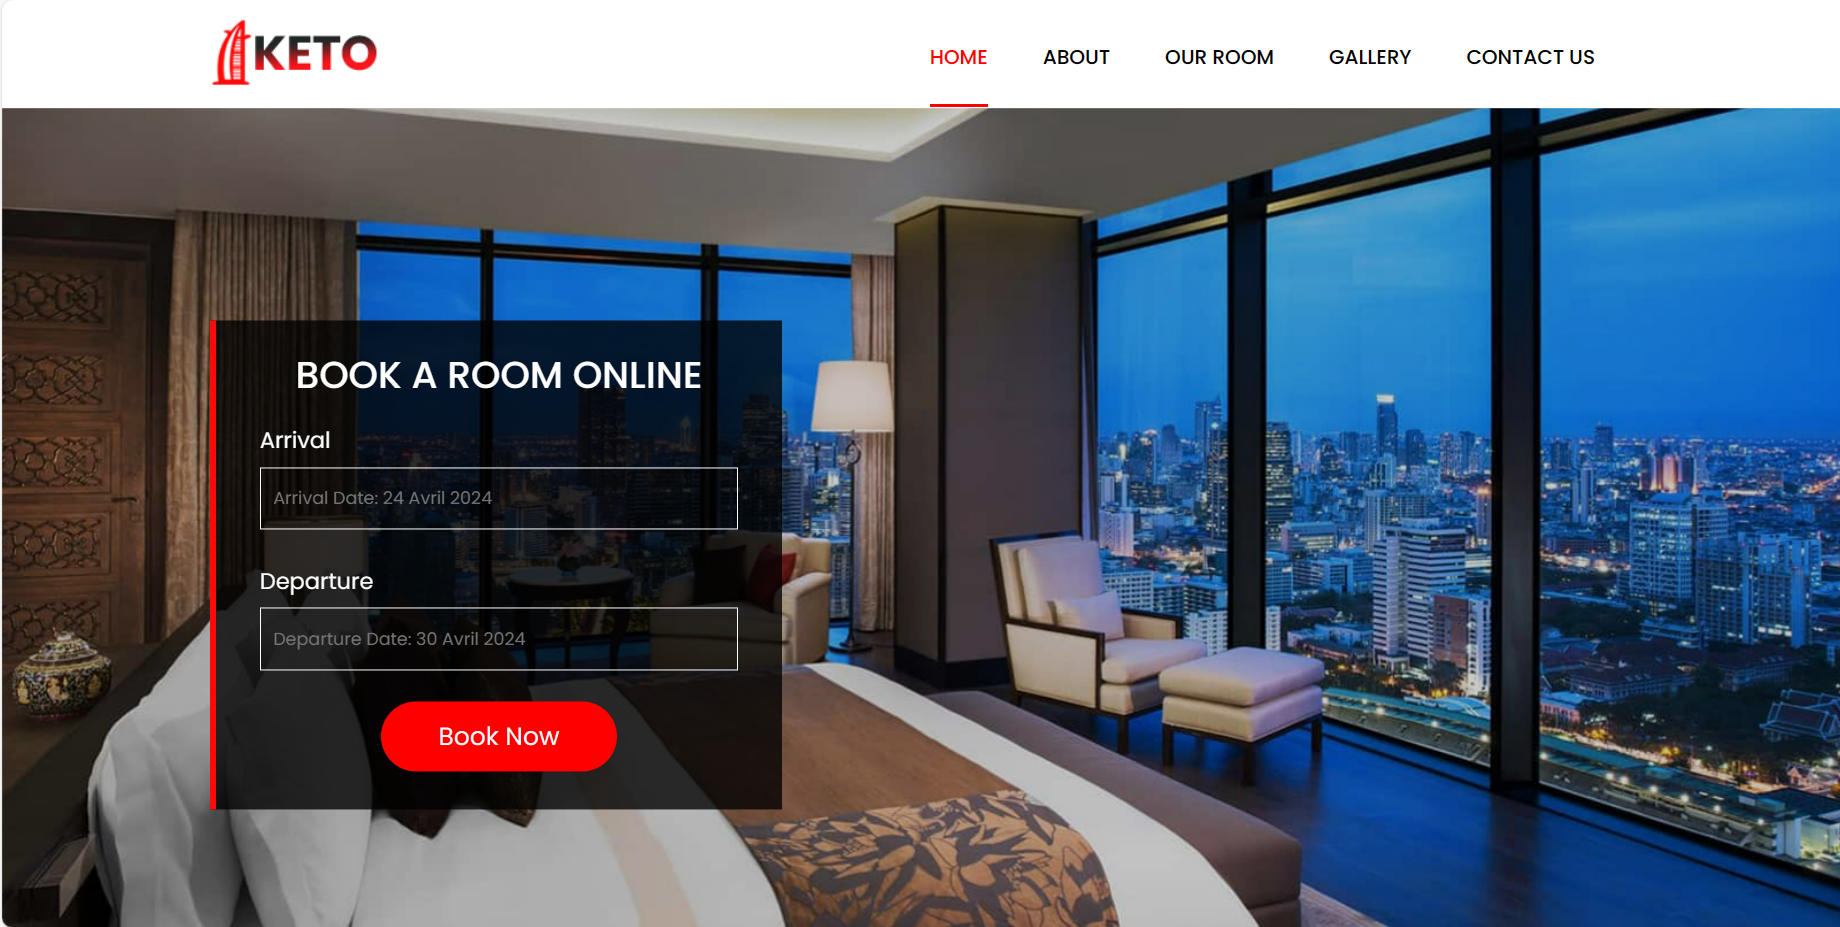 KETO
HOME ABOUT OUR ROOM GALLERY CONTACT US
BOOK A ROOM ONLINE
Arrival
Arrival Date: 24 Avril 2024
Departure
Departure Date: 30 Avril 2024
Book Now